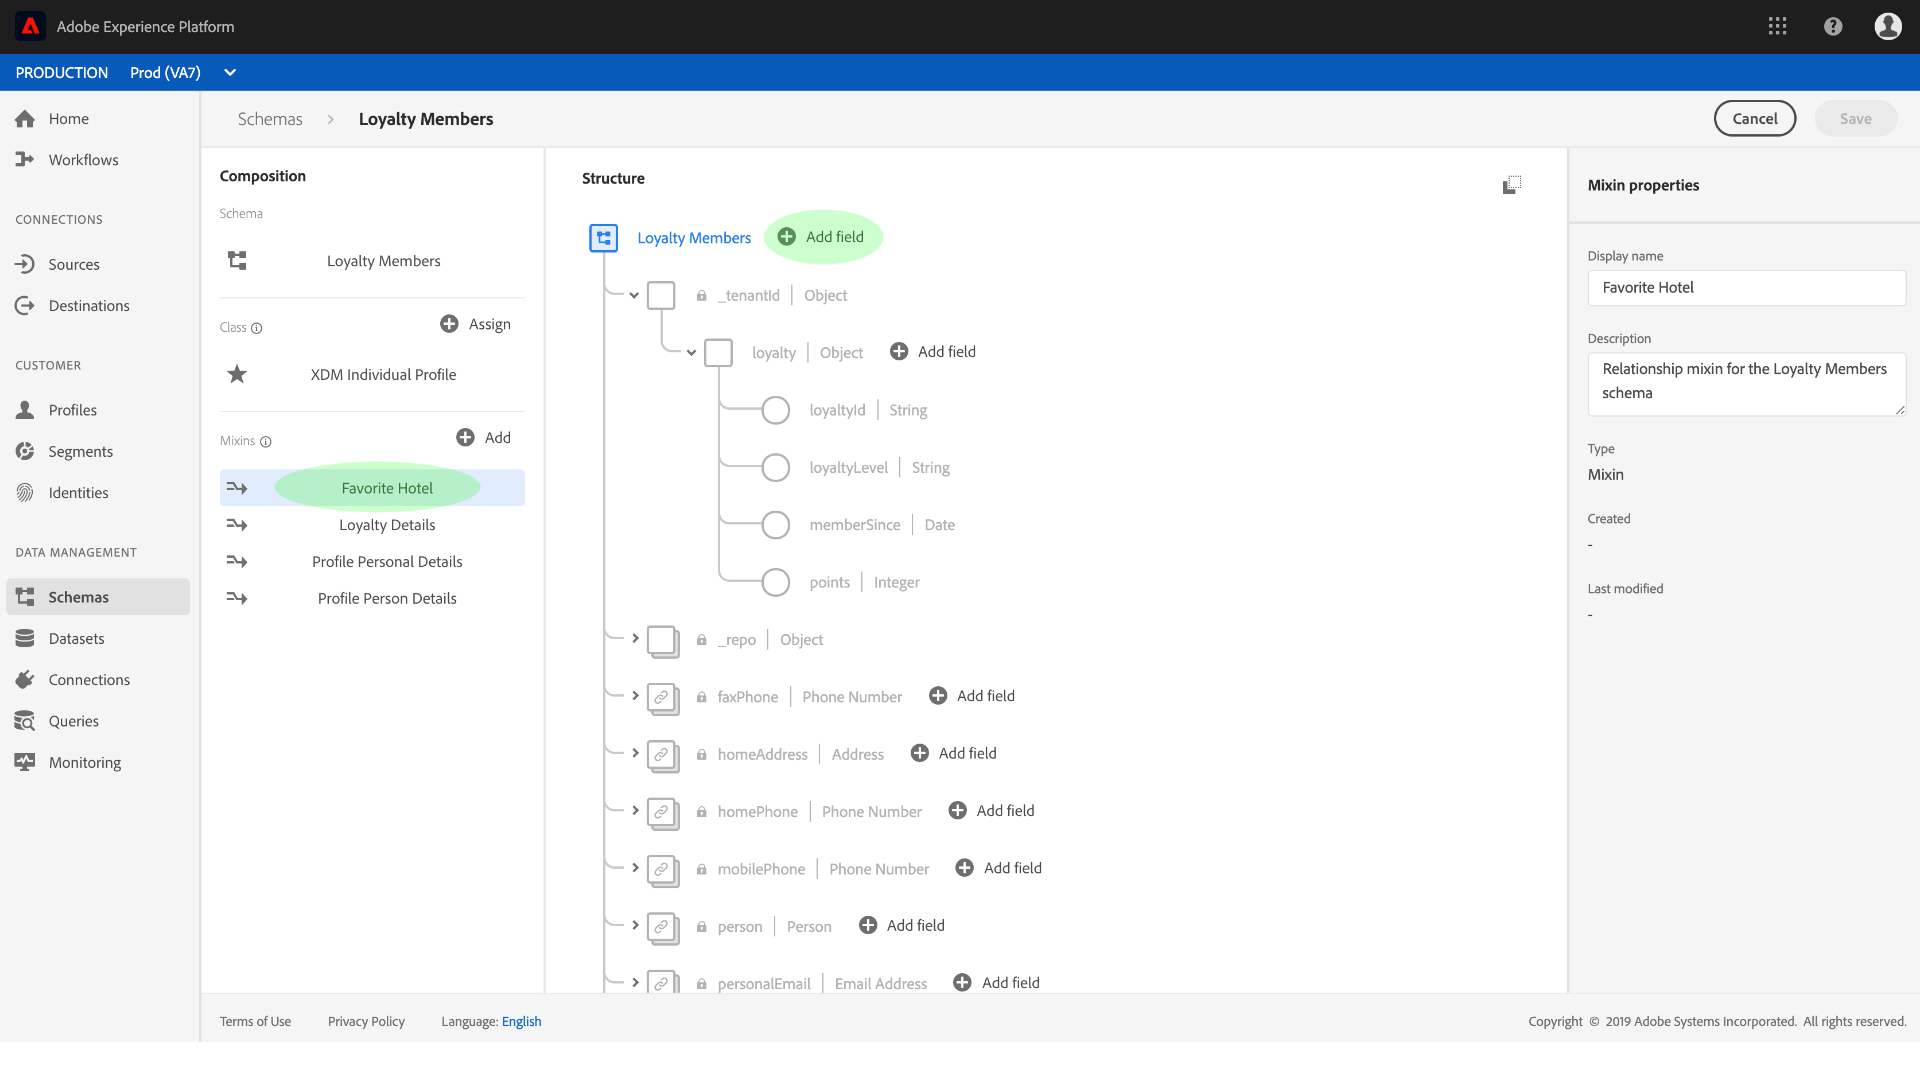 Adobe Experience Platform
PRODUCTION Prod (VA7)
Home
Workflows
CONNECTIONS
Sources
Destinations
CUSTOMER
Profiles
Segments
Identities
DATA MANAGEMENT
Schemas
Datasets
Connections
Queries
Monitoring
Schemas > Loyalty Members
Cancel
Save
Composition
Schema
Loyalty Members
Class
Assign
XDM Individual Profile
Mixins
Add
Favorite Hotel
Loyalty Details
Profile Personal Details
Profile Person Details
Structure
Loyalty Members Add field
_tenantId | Object
loyalty | Object Add field
loyaltyId | String
loyaltyLevel | String
memberSince | Date
points | Integer
_repo | Object
faxPhone | Phone Number Add field
homeAddress | Address Add field
homePhone | Phone Number Add field
mobilePhone | Phone Number Add field
person | Person Add field
personalEmail | Email Address Add field
Mixin properties
Display name
Favorite Hotel
Description
Relationship mixin for the Loyalty Members
schema
Type
Mixin
Created
-
Last modified
-
Terms of Use Privacy Policy Language: English
Copyright © 2019 Adobe Systems Incorporated. All rights reserved.